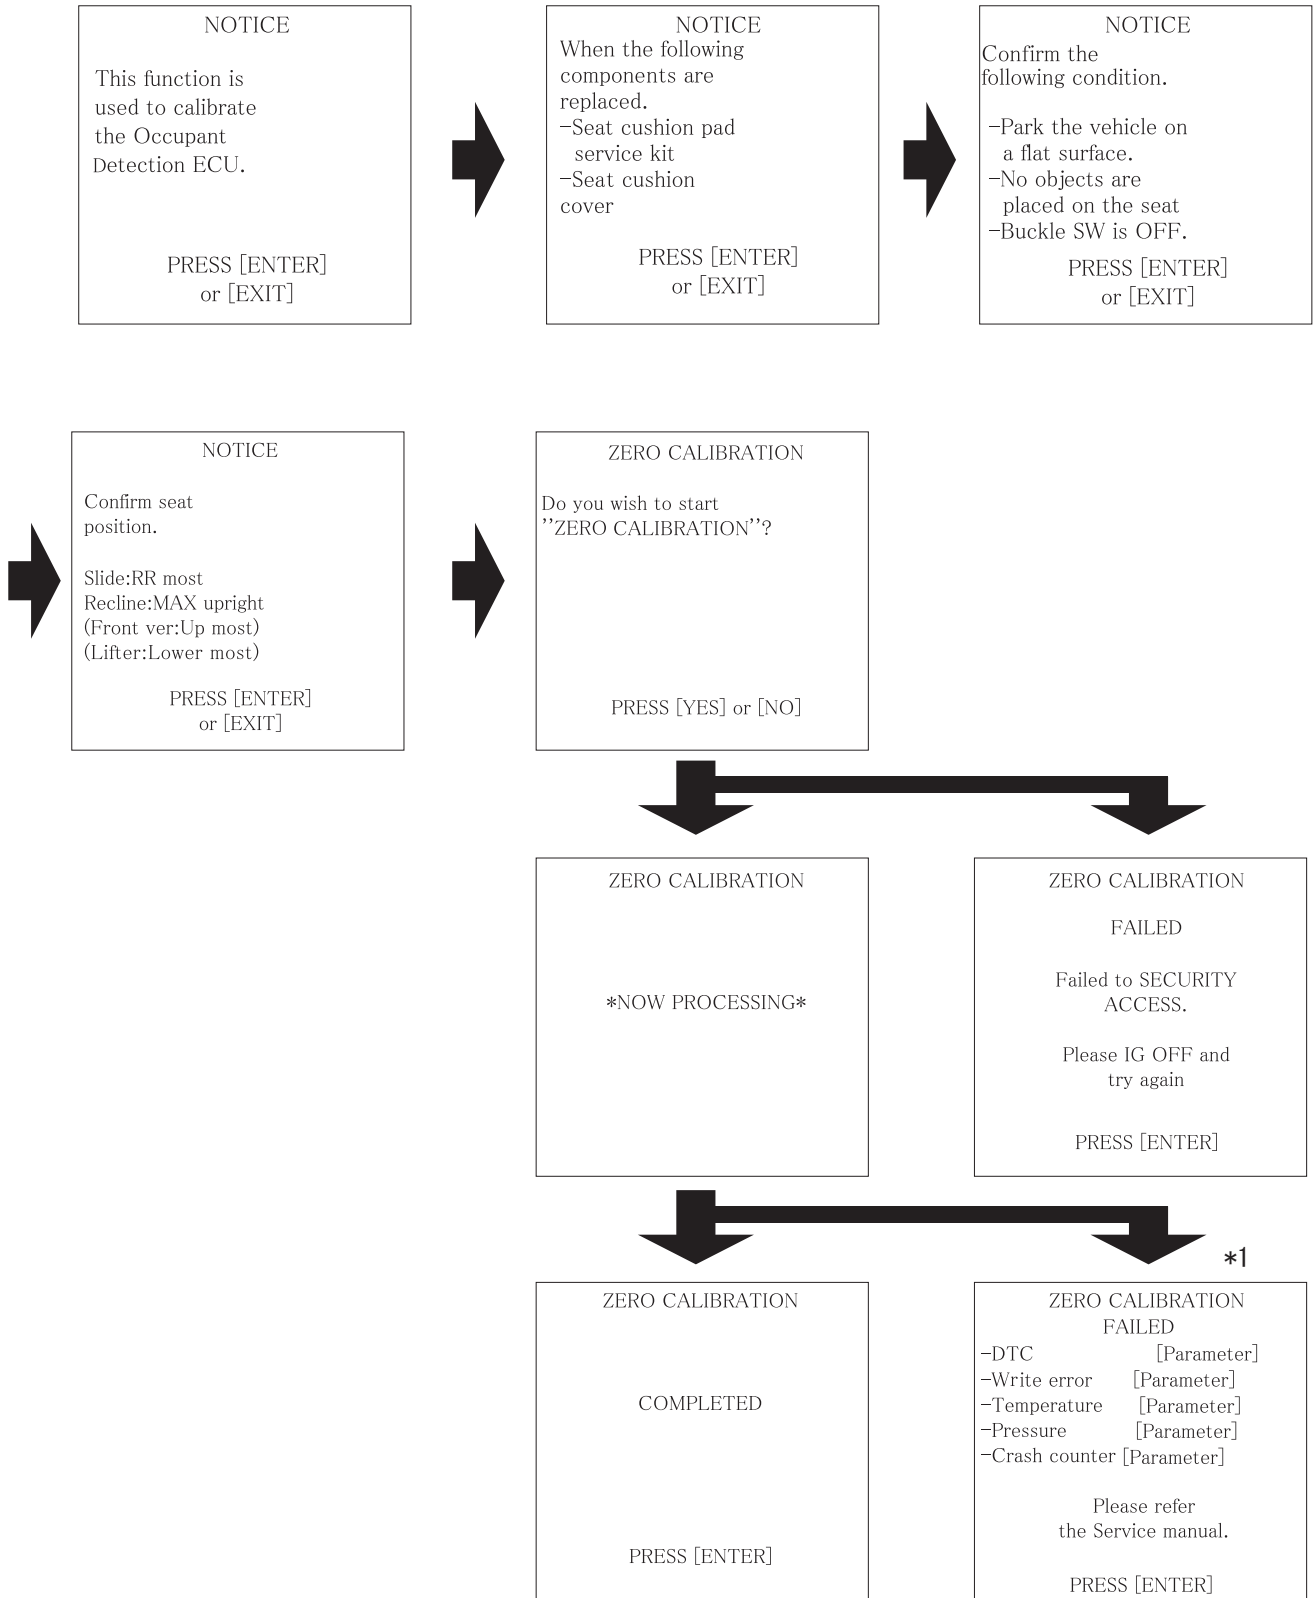 NOTICE
This function is
used to calibrate
the Occupant
Detection ECU.
PRESS [ENTER]
or [EXIT]
NOTICE
When the following
components are
replaced.
-Seat cushion pad
service kit
-Seat cushion
cover
PRESS [ENTER]
or [EXIT]
NOTICE
Confirm the
following condition.
-Park the vehicle on
a flat surface.
-No objects are
placed on the seat
-Buckle SW is OFF.
PRESS [ENTER]
or [EXIT]
NOTICE
Confirm seat
position.
Slide:RR most
Recline:MAX upright
(Front ver:Up most)
(Lifter:Lower most)
PRESS [ENTER]
or [EXIT]
ZERO CALIBRATION
Do you wish to start
''ZERO CALIBRATION''?
PRESS [YES] or [NO]
ZERO CALIBRATION
*NOW PROCESSING*
ZERO CALIBRATION
FAILED
Failed to SECURITY
ACCESS.
Please IG OFF and
try again
PRESS [ENTER]
ZERO CALIBRATION
COMPLETED
PRESS [ENTER]
*1
ZERO CALIBRATION
FAILED
-DTC [Parameter]
-Write error [Parameter]
-Temperature [Parameter]
-Pressure [Parameter]
-Crash counter [Parameter]
Please refer
the Service manual.
PRESS [ENTER]